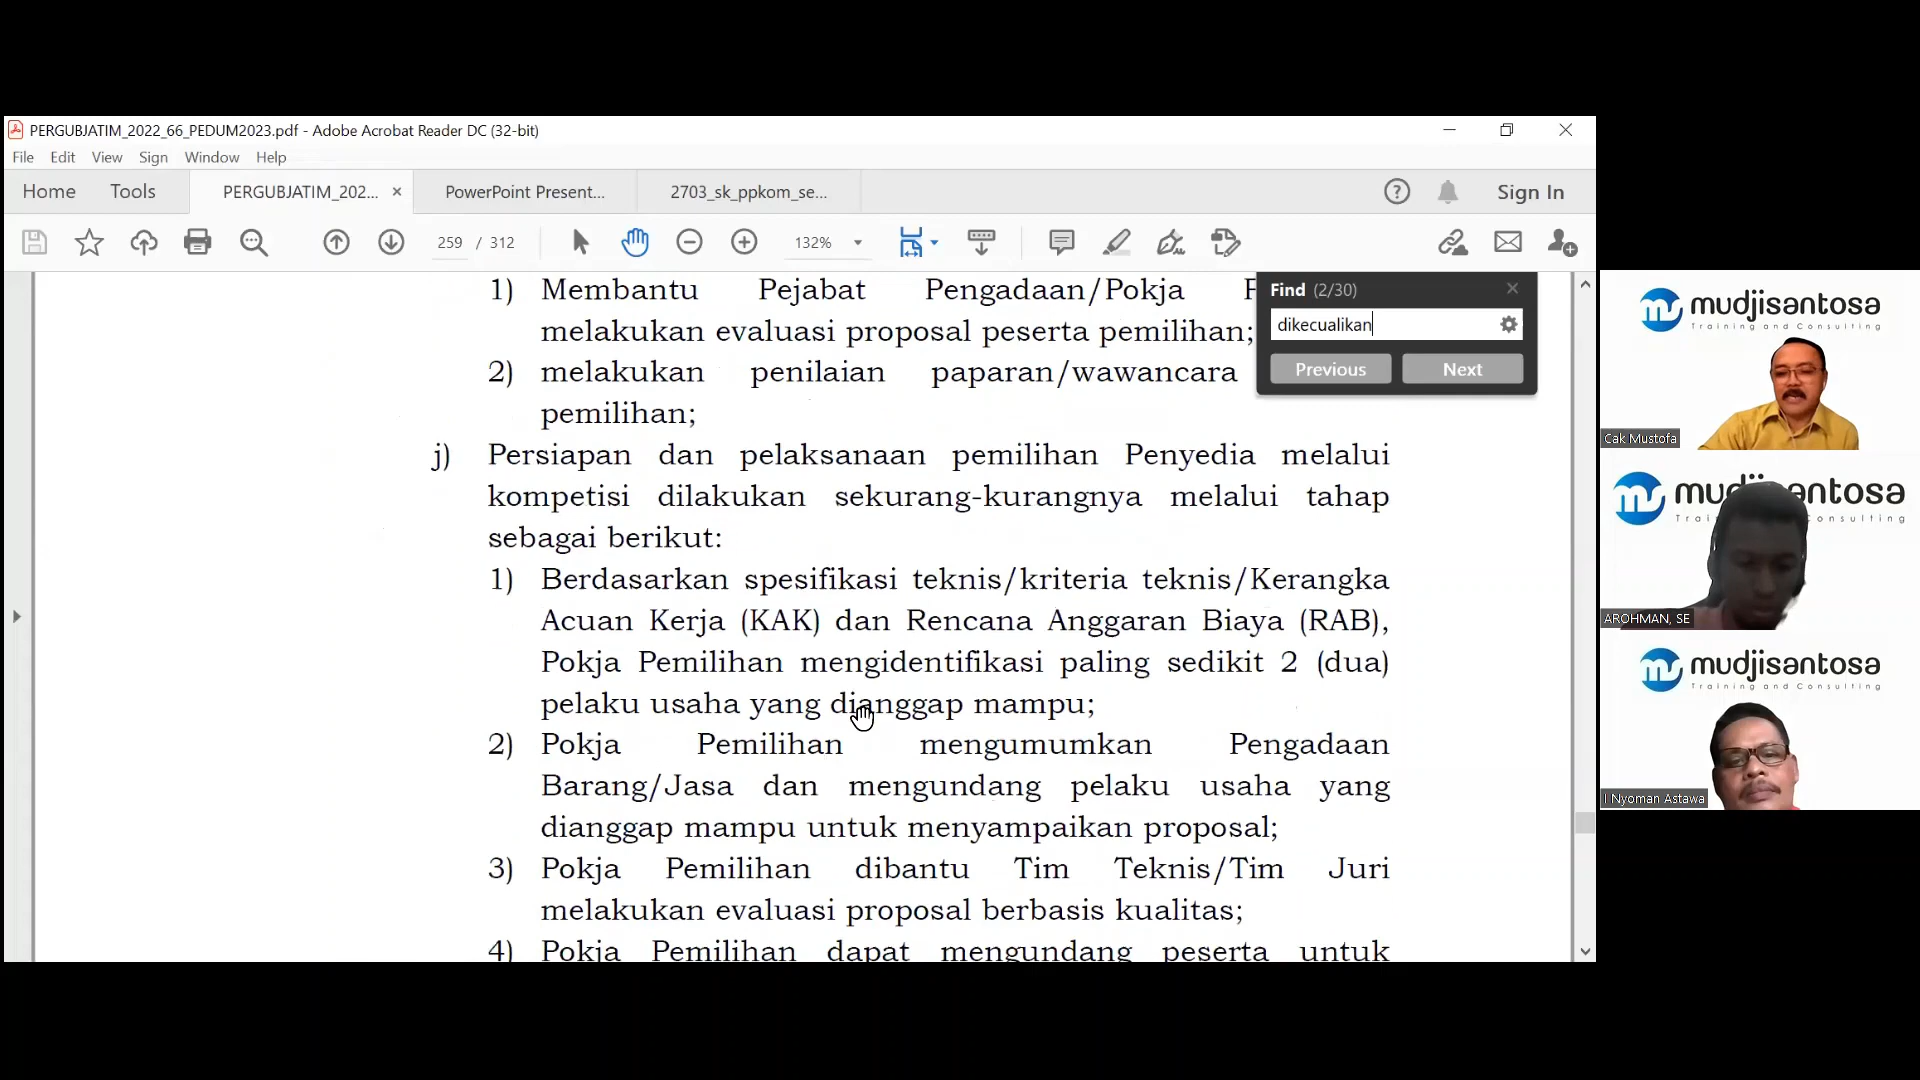 PERGUBJATIM_2022_66_PEDUM2023.pdf - Adobe Acrobat Reader DC (32-bit)
File Edit View Sign Window Help
Home Tools PERGUBJATIM_202... × PowerPoint Present... 2703_sk_ppkom_se... Sign In
259 / 312 132%
Find (2/30)
dikecualikan
Previous Next
1) Membantu Pejabat Pengadaan/Pokja
melakukan evaluasi proposal peserta pemilihan;
2) melakukan penilaian paparan/wawancara
pemilihan;
j) Persiapan dan pelaksanaan pemilihan Penyedia melalui
kompetisi dilakukan sekurang-kurangnya melalui tahap
sebagai berikut:
1) Berdasarkan spesifikasi teknis/kriteria teknis/Kerangka
Acuan Kerja (KAK) dan Rencana Anggaran Biaya (RAB),
Pokja Pemilihan mengidentifikasi paling sedikit 2 (dua)
pelaku usaha yang dianggap mampu;
2) Pokja Pemilihan mengumumkan Pengadaan
Barang/Jasa dan mengundang pelaku usaha yang
dianggap mampu untuk menyampaikan proposal;
3) Pokja Pemilihan dibantu Tim Teknis/Tim Juri
melakukan evaluasi proposal berbasis kualitas;
4) Pokja Pemilihan dapat mengundang peserta untuk
mudjisantosa
Training and Consulting
Cak Mustofa
AROHMAN, SE
mudjisantosa
Training and Consulting
I Nyoman Astawa